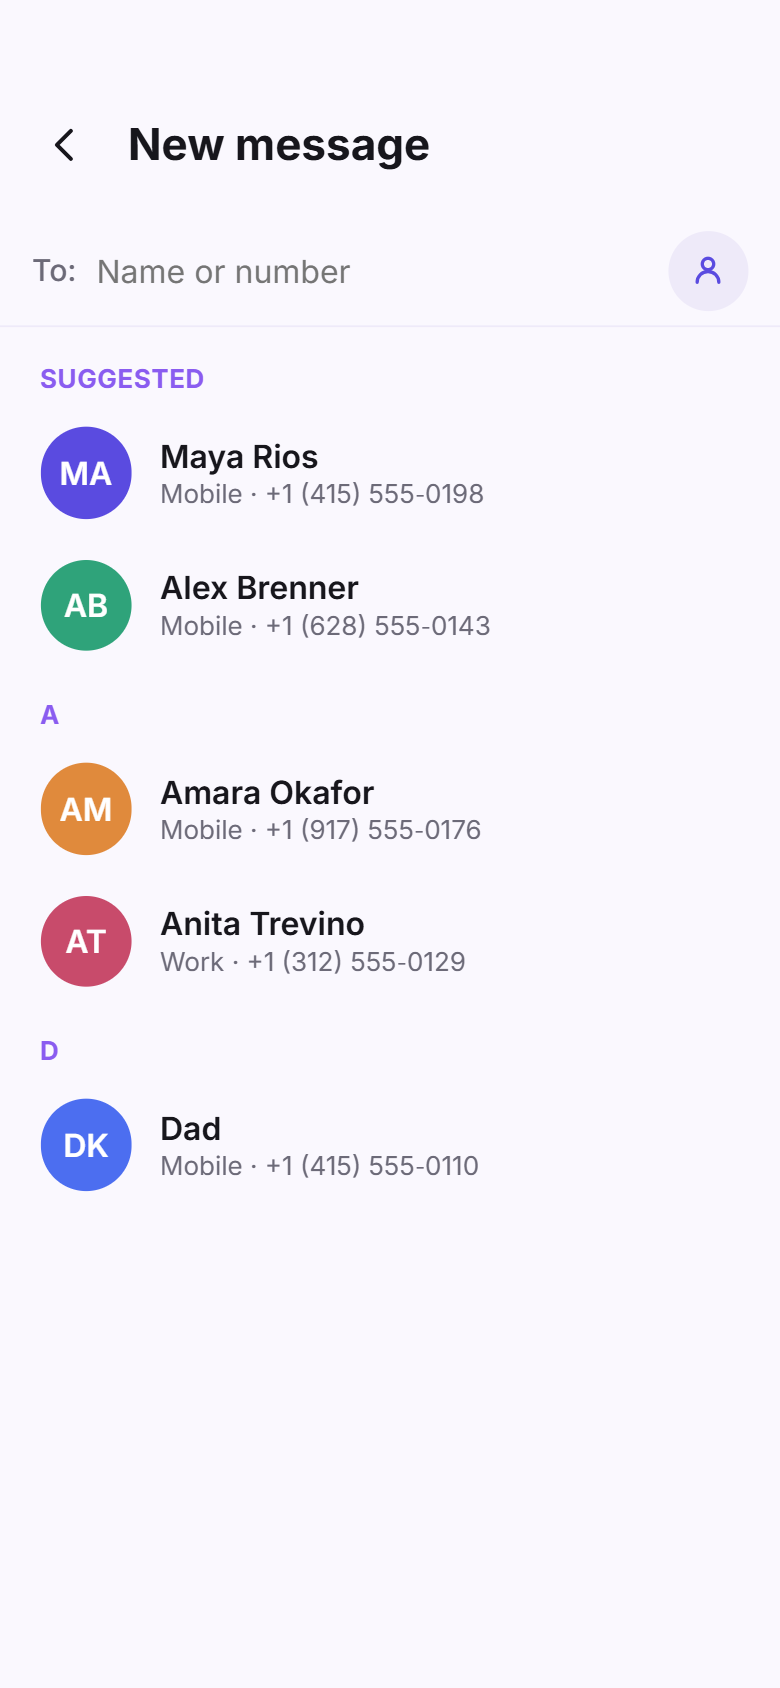 New message
To: Name or number
SUGGESTED
MA
Maya Rios
Mobile · +1 (415) 555-0198
AB
Alex Brenner
Mobile · +1 (628) 555-0143
A
AM
Amara Okafor
Mobile · +1 (917) 555-0176
AT
Anita Trevino
Work · +1 (312) 555-0129
D
DK
Dad
Mobile · +1 (415) 555-0110